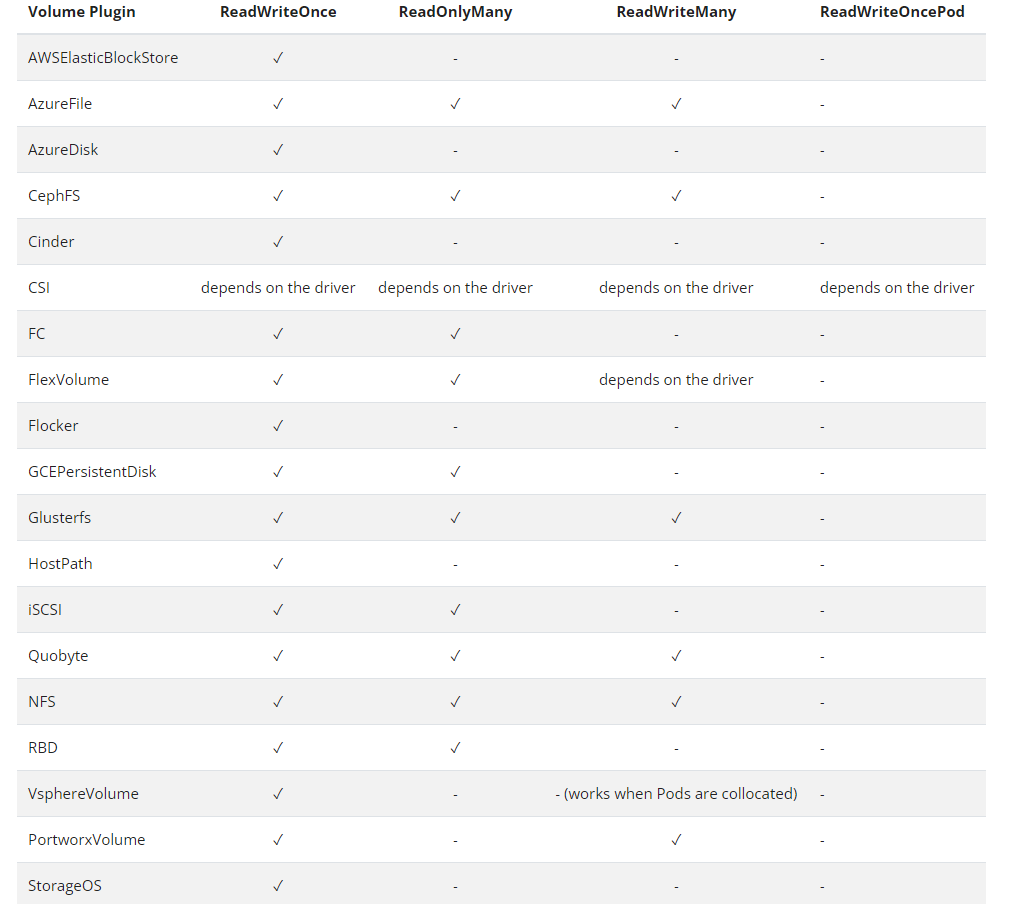 Volume Plugin ReadWriteOnce ReadOnlyMany ReadWriteMany ReadWriteOncePod
AWSElasticBlockStore ✓ - - -
AzureFile ✓ ✓ ✓ -
AzureDisk ✓ - - -
CephFS ✓ ✓ ✓ -
Cinder ✓ - - -
CSI depends on the driver depends on the driver depends on the driver depends on the driver
FC ✓ ✓ - -
FlexVolume ✓ ✓ depends on the driver -
Flocker ✓ - - -
GCEPersistentDisk ✓ ✓ - -
Glusterfs ✓ ✓ ✓ -
HostPath ✓ - - -
iSCSI ✓ ✓ - -
Quobyte ✓ ✓ ✓ -
NFS ✓ ✓ ✓ -
RBD ✓ ✓ - -
VsphereVolume ✓ - - (works when Pods are collocated) -
PortworxVolume ✓ - ✓ -
StorageOS ✓ - - -